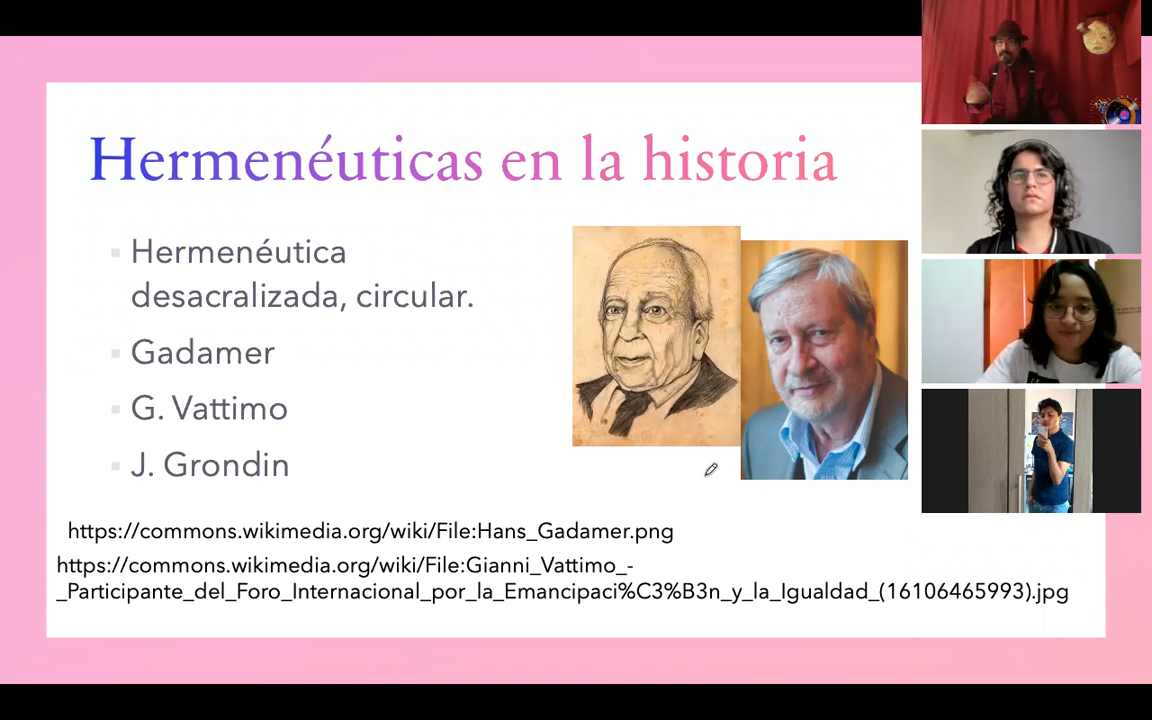 Hermenéuticas en la historia
Hermenéutica
desacralizada, circular.
Gadamer
G. Vattimo
J. Grondin
https://commons.wikimedia.org/wiki/File:Hans_Gadamer.png
https://commons.wikimedia.org/wiki/File:Gianni_Vattimo_-
_Participante_del_Foro_Internacional_por_la_Emancipaci%C3%B3n_y_la_Igualdad_(16106465993).jpg